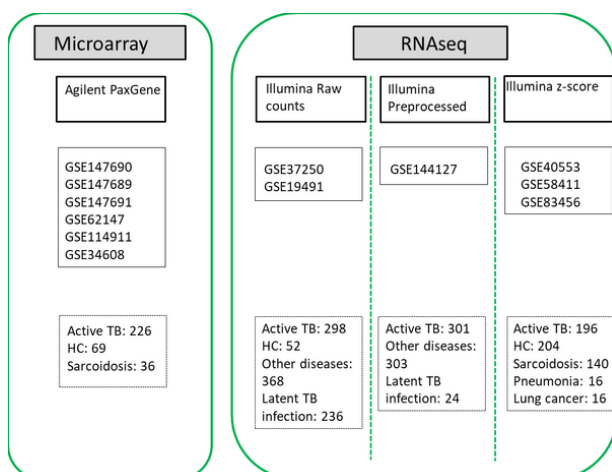 Microarray
Agilent PaxGene
GSE147690
GSE147689
GSE147691
GSE62147
GSE114911
GSE34608
Active TB: 226
HC: 69
Sarcoidosis: 36
RNAseq
Illumina Raw
counts
GSE37250
GSE19491
Active TB: 298
HC: 52
Other diseases:
368
Latent TB
infection: 236
Illumina
Preprocessed
GSE144127
Active TB: 301
Other diseases:
303
Latent TB
infection: 24
Illumina z-score
GSE40553
GSE58411
GSE83456
Active TB: 196
HC: 204
Sarcoidosis: 140
Pneumonia: 16
Lung cancer: 16